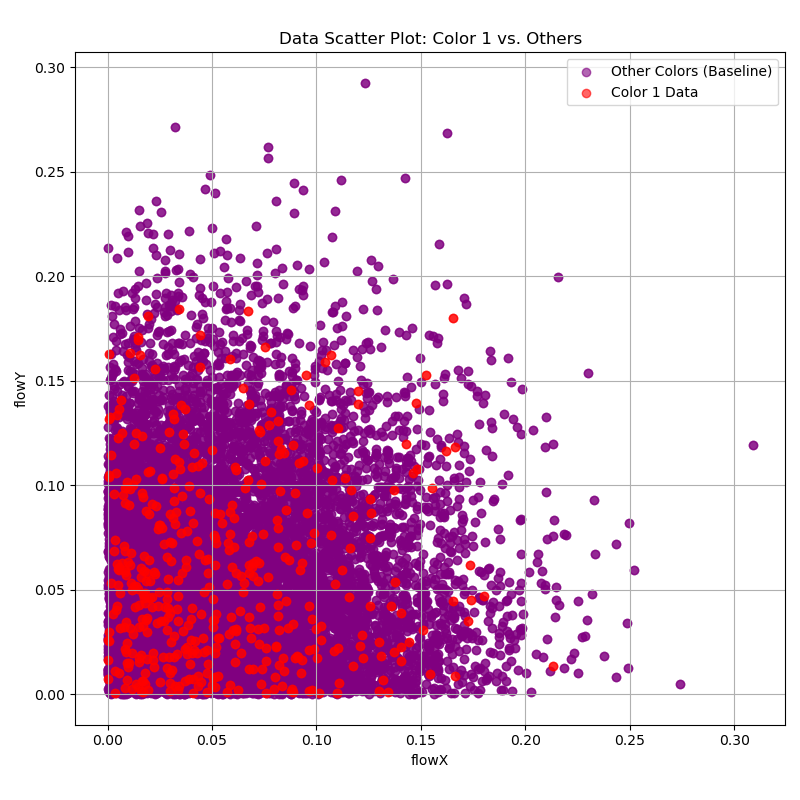 Data Scatter Plot: Color 1 vs. Others
Other Colors (Baseline)
Color 1 Data
flowY
0.30
0.25
0.20
0.15
0.10
0.05
0.00
0.00 0.05 0.10 0.15 0.20 0.25 0.30
flowX